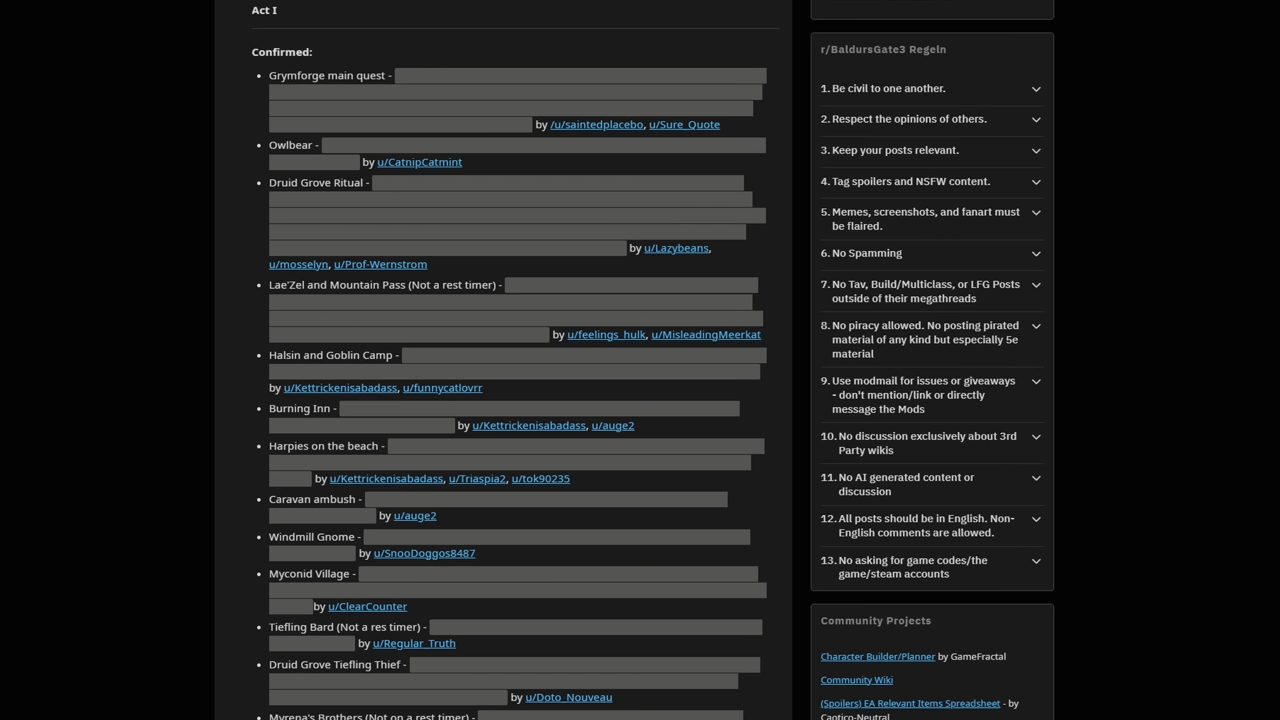 Act I
Confirmed:
Grymforge main quest -
by /u/saintedplacebo, u/Sure_Quote
Owlbear -
by u/CatnipCatmint
Druid Grove Ritual -
by u/Lazybeans,
u/mosselyn, u/Prof-Wernstrom
Lae'Zel and Mountain Pass (Not a rest timer) -
by u/feelings_hulk, u/MisleadingMeerkat
Halsin and Goblin Camp -
by u/Kettrickenisabadass, u/funnycatlovrr
Burning Inn -
by u/Kettrickenisabadass, u/auge2
Harpies on the beach -
by u/Kettrickenisabadass, u/Triaspia2, u/tok90235
Caravan ambush -
by u/auge2
Windmill Gnome -
by u/SnooDoggos8487
Myconid Village -
by u/ClearCounter
Tiefling Bard (Not a res timer) -
by u/Regular_Truth
Druid Grove Tiefling Thief -
by u/Doto_Nouveau
Myrena's Brothers (Not on a rest timer) -
r/BaldursGate3 Regeln
1. Be civil to one another.
2. Respect the opinions of others.
3. Keep your posts relevant.
4. Tag spoilers and NSFW content.
5. Memes, screenshots, and fanart must
be flaired.
6. No Spamming
7. No Tav, Build/Multiclass, or LFG Posts
outside of their megathreads
8. No piracy allowed. No posting pirated
material of any kind but especially 5e
material
9. Use modmail for issues or giveaways
- don't mention/link or directly
message the Mods
10. No discussion exclusively about 3rd
Party wikis
11. No AI generated content or
discussion
12. All posts should be in English. Non-
English comments are allowed.
13. No asking for game codes/the
game/steam accounts
Community Projects
Character Builder/Planner by GameFractal
Community Wiki
(Spoilers) EA Relevant Items Spreadsheet - by
Caotico-Neutral